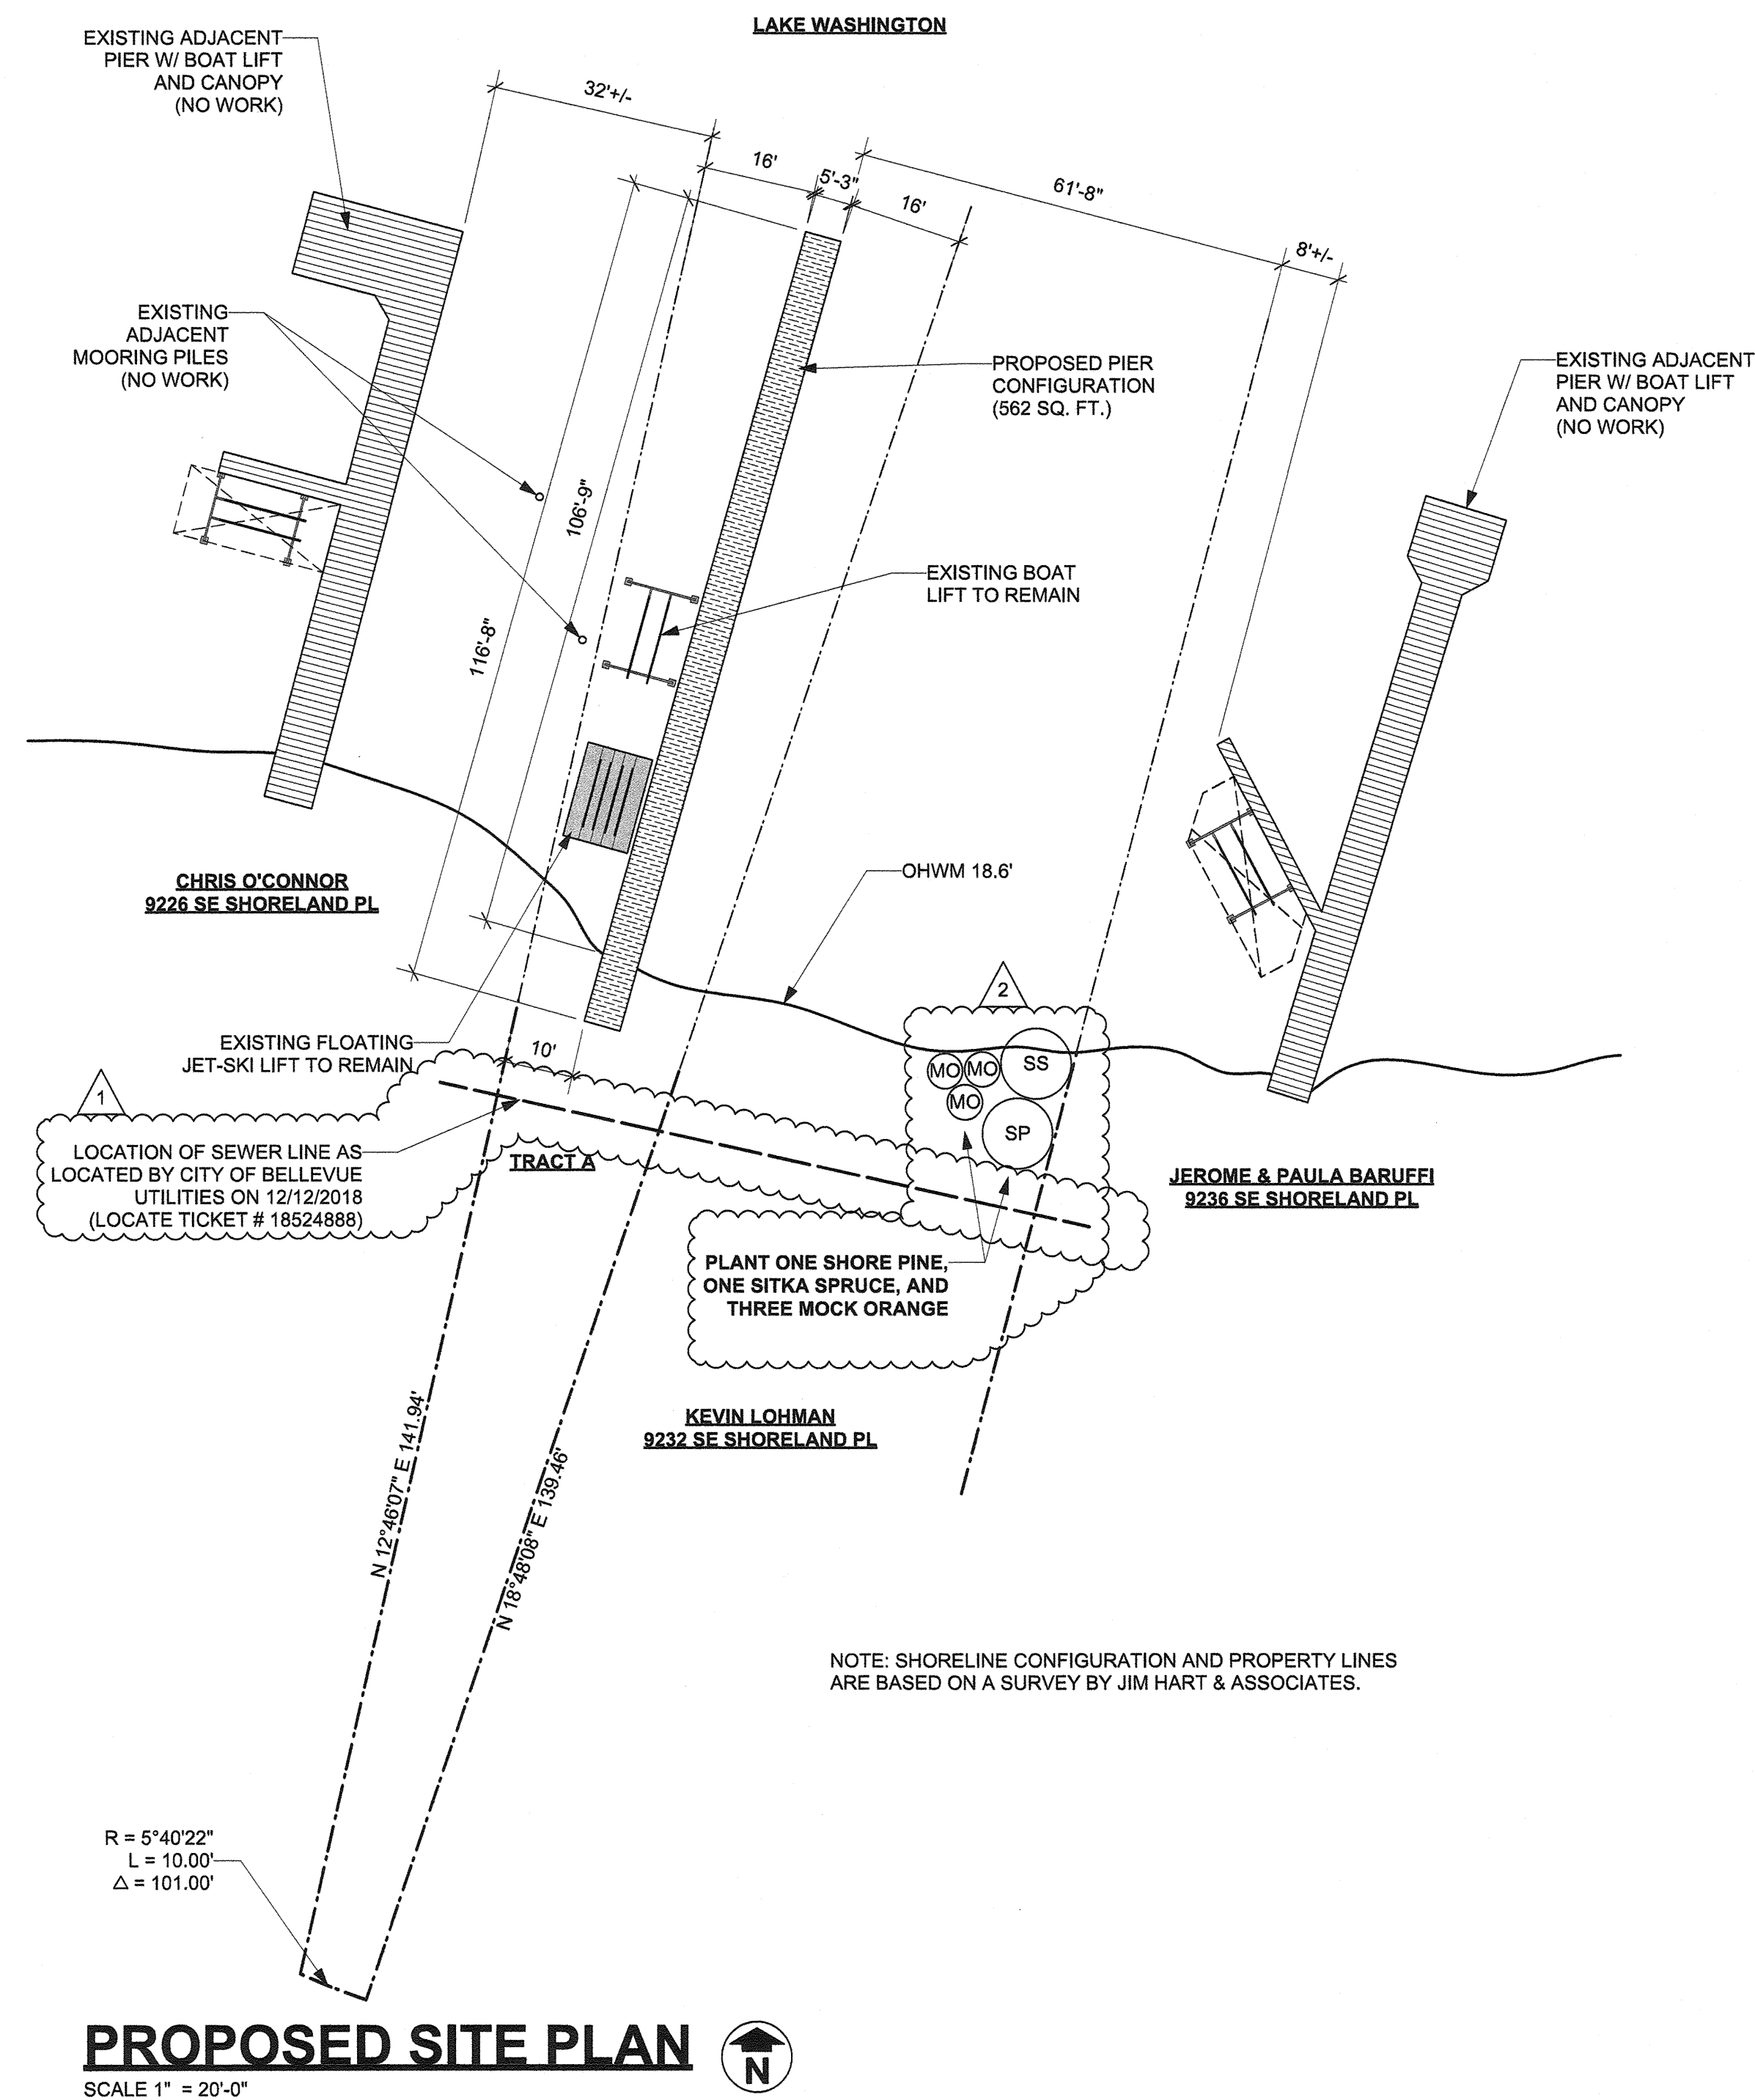 LAKE WASHINGTON
EXISTING ADJACENT
PIER W/ BOAT LIFT
AND CANOPY
(NO WORK)
32'+/-
16'
5'-3"
16'
61'-8"
8'+/-
EXISTING
ADJACENT
MOORING PILES
(NO WORK)
PROPOSED PIER
CONFIGURATION
(562 SQ. FT.)
EXISTING ADJACENT
PIER W/ BOAT LIFT
AND CANOPY
(NO WORK)
106'-9"
116'-8"
EXISTING BOAT
LIFT TO REMAIN
CHRIS O'CONNOR
9226 SE SHORELAND PL
OHWM 18.6'
EXISTING FLOATING
JET-SKI LIFT TO REMAIN
10'
2
MO
MO
MO
SS
SP
1
LOCATION OF SEWER LINE AS
LOCATED BY CITY OF BELLEVUE
UTILITIES ON 12/12/2018
(LOCATE TICKET # 18524888)
TRACT A
JEROME & PAULA BARUFFI
9236 SE SHORELAND PL
PLANT ONE SHORE PINE,
ONE SITKA SPRUCE, AND
THREE MOCK ORANGE
KEVIN LOHMAN
9232 SE SHORELAND PL
N 12°46'07" E 141.94'
N 18°48'08" E 139.46'
NOTE: SHORELINE CONFIGURATION AND PROPERTY LINES
ARE BASED ON A SURVEY BY JIM HART & ASSOCIATES.
R = 5°40'22"
L = 10.00'
△ = 101.00'
PROPOSED SITE PLAN
N
SCALE 1" = 20'-0"